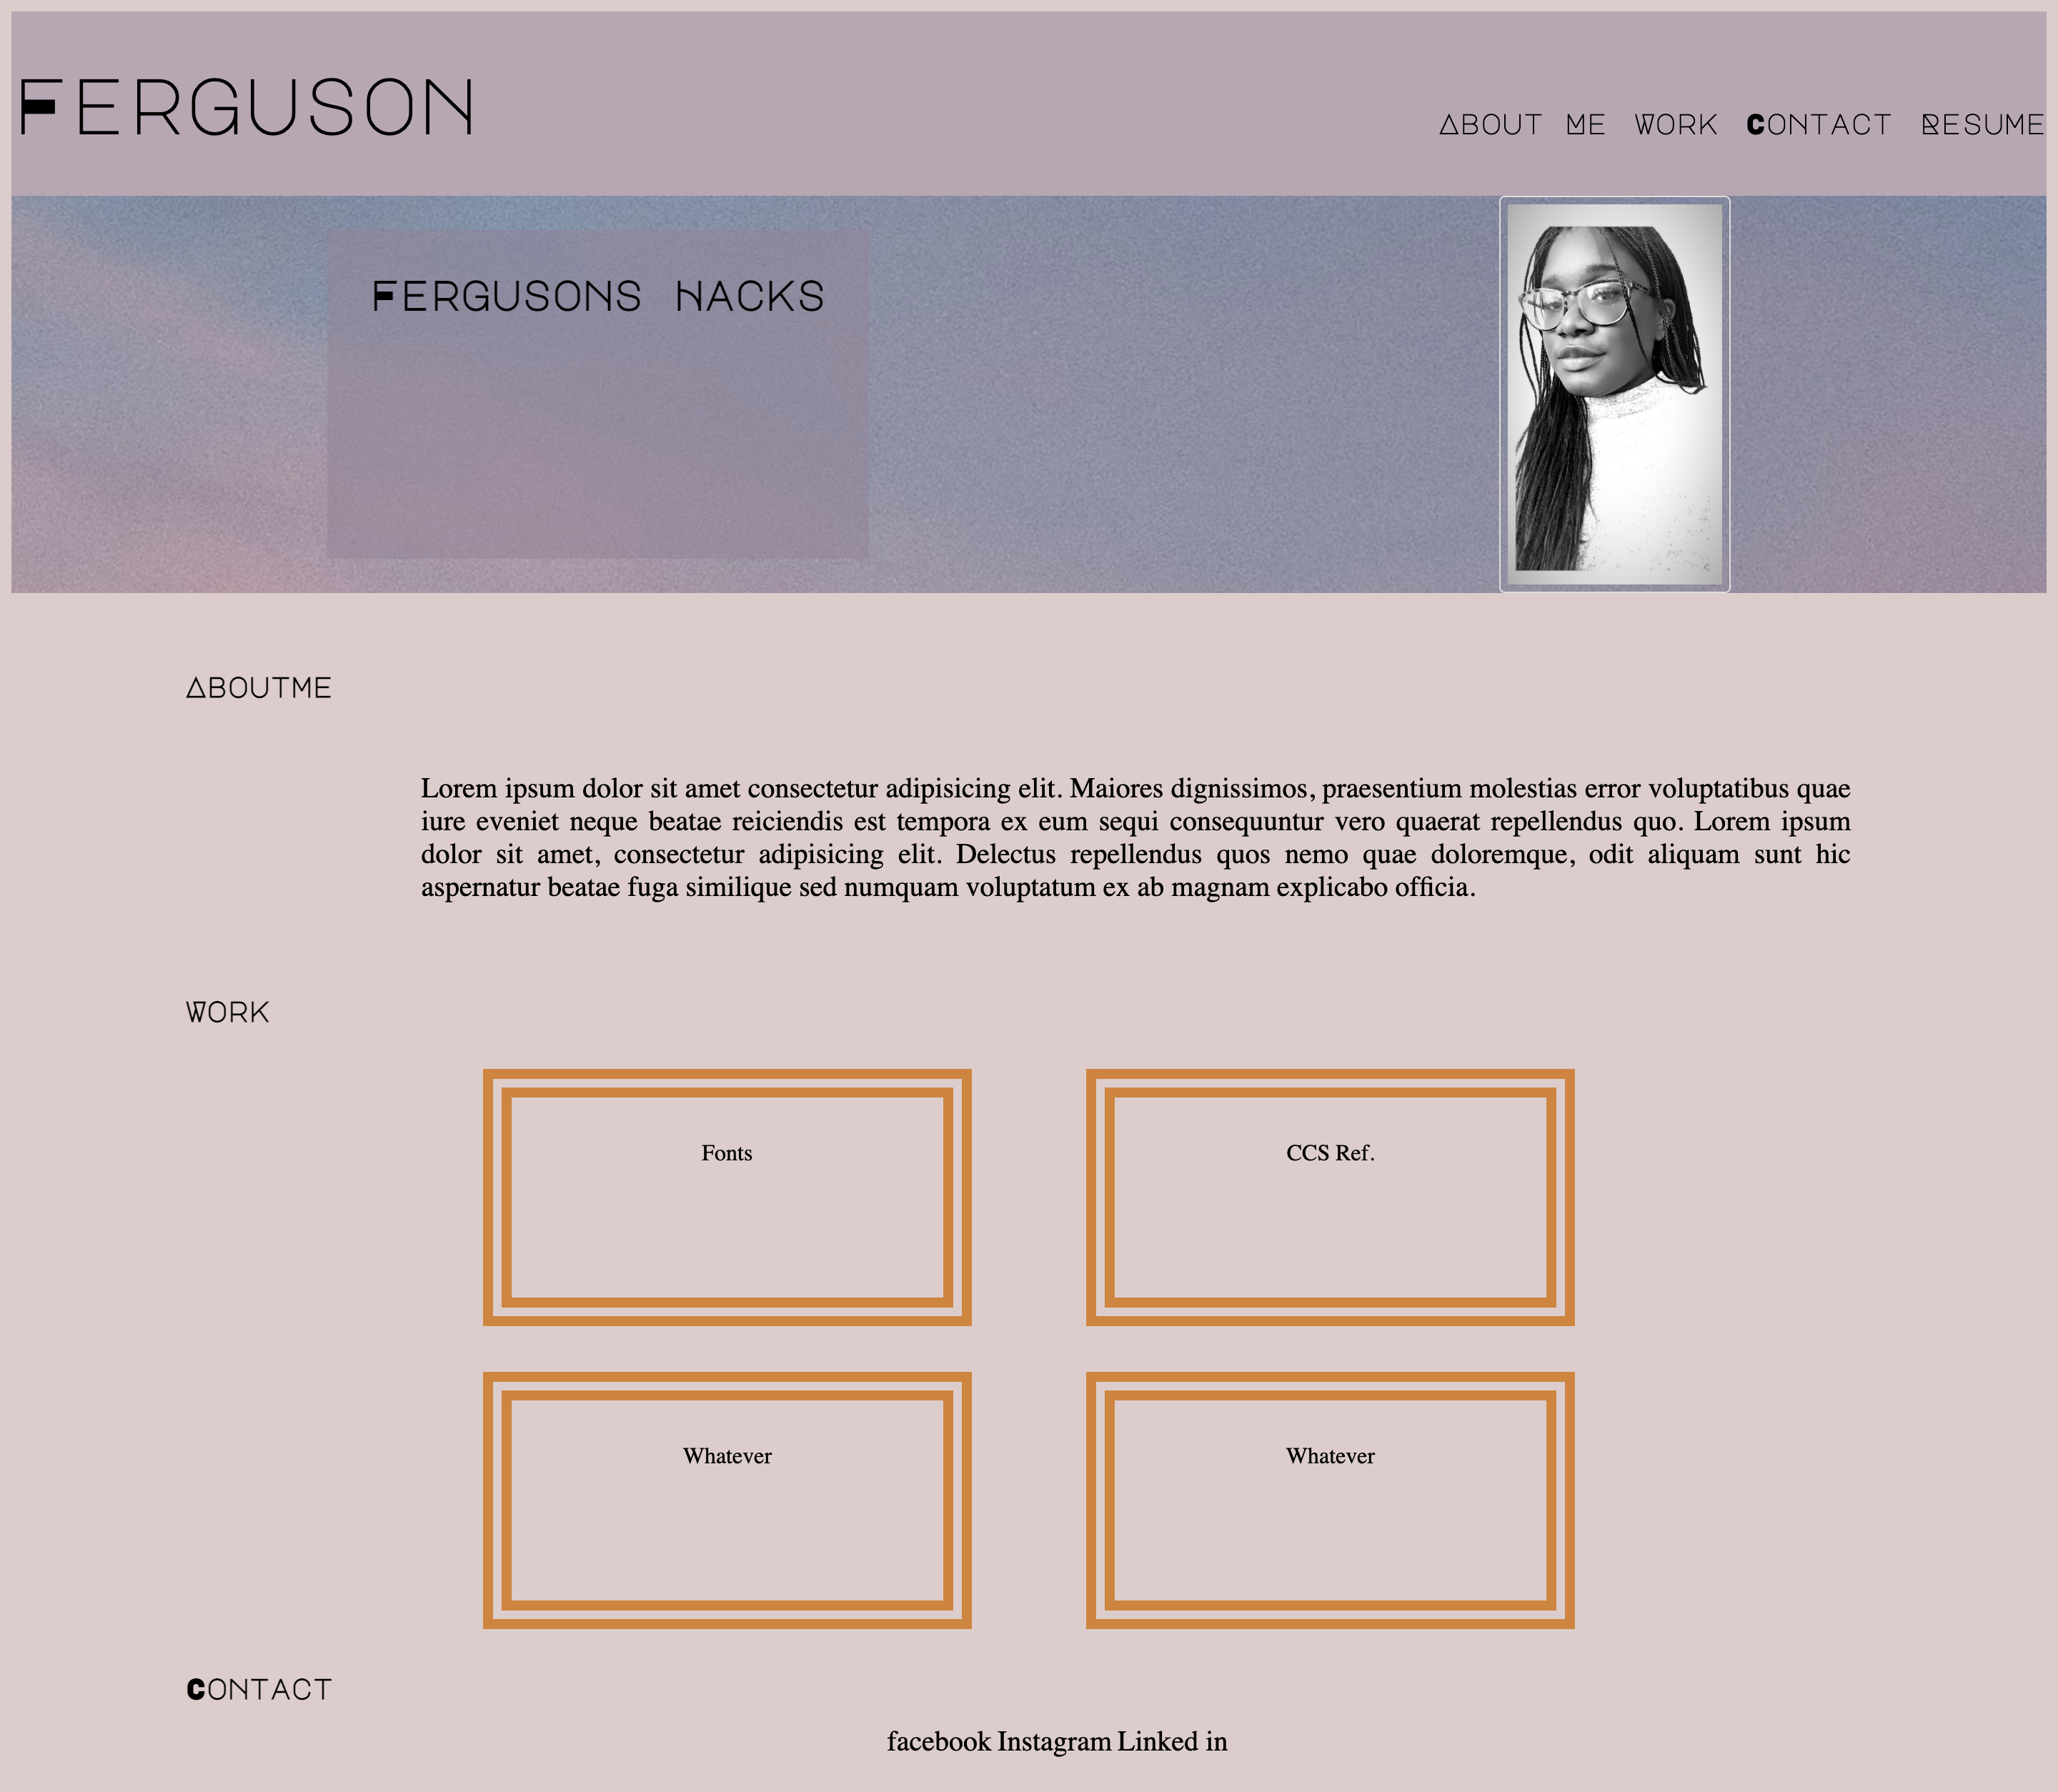 FERGUSON
ABOUT ME WORK CONTACT RESUME
FERGUSONS HACKS
ABOUTME
Lorem ipsum dolor sit amet consectetur adipisicing elit. Maiores dignissimos, praesentium molestias error voluptatibus quae
iure eveniet neque beatae reiciendis est tempora ex eum sequi consequuntur vero quaerat repellendus quo. Lorem ipsum
dolor sit amet, consectetur adipisicing elit. Delectus repellendus quos nemo quae doloremque, odit aliquam sunt hic
aspernatur beatae fuga similique sed numquam voluptatum ex ab magnam explicabo officia.
WORK
Fonts
CCS Ref.
Whatever
Whatever
CONTACT
facebook Instagram Linked in